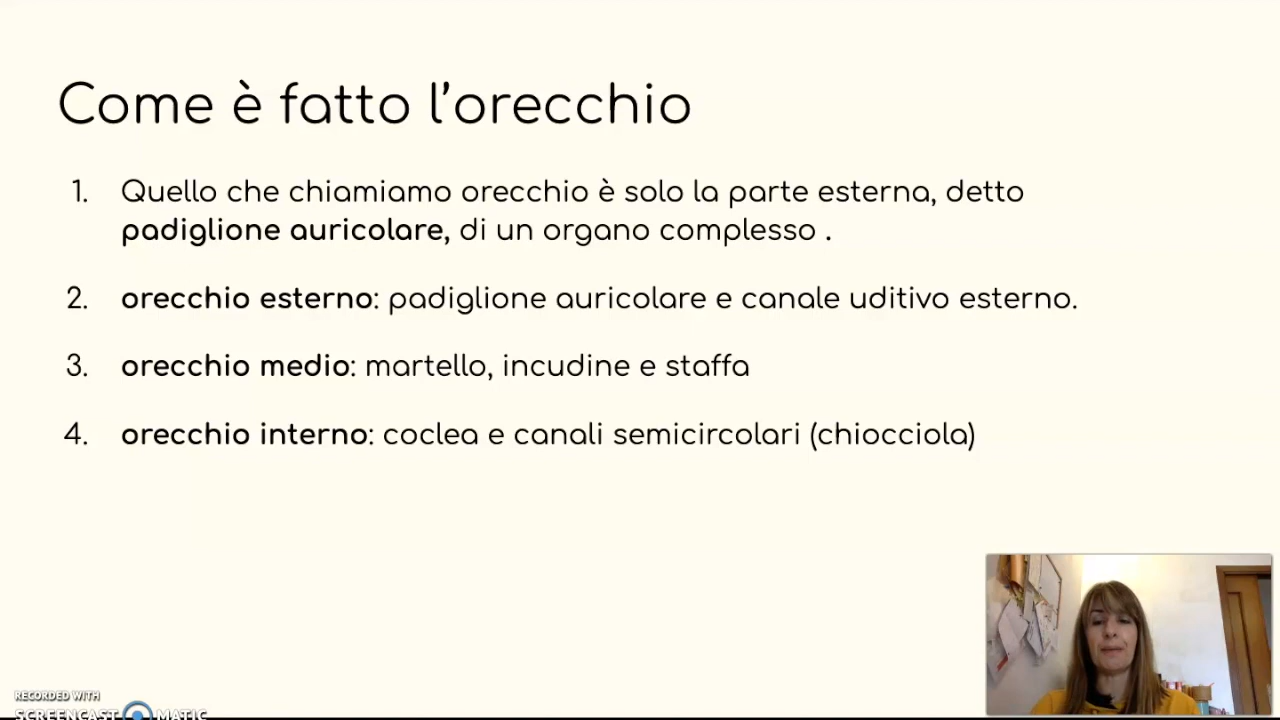 Come è fatto l’orecchio
1. Quello che chiamiamo orecchio è solo la parte esterna, detto
padiglione auricolare, di un organo complesso .
2. orecchio esterno: padiglione auricolare e canale uditivo esterno.
3. orecchio medio: martello, incudine e staffa
4. orecchio interno: coclea e canali semicircolari (chiocciola)
RECORDED WITH
SCREENCAST MATIC